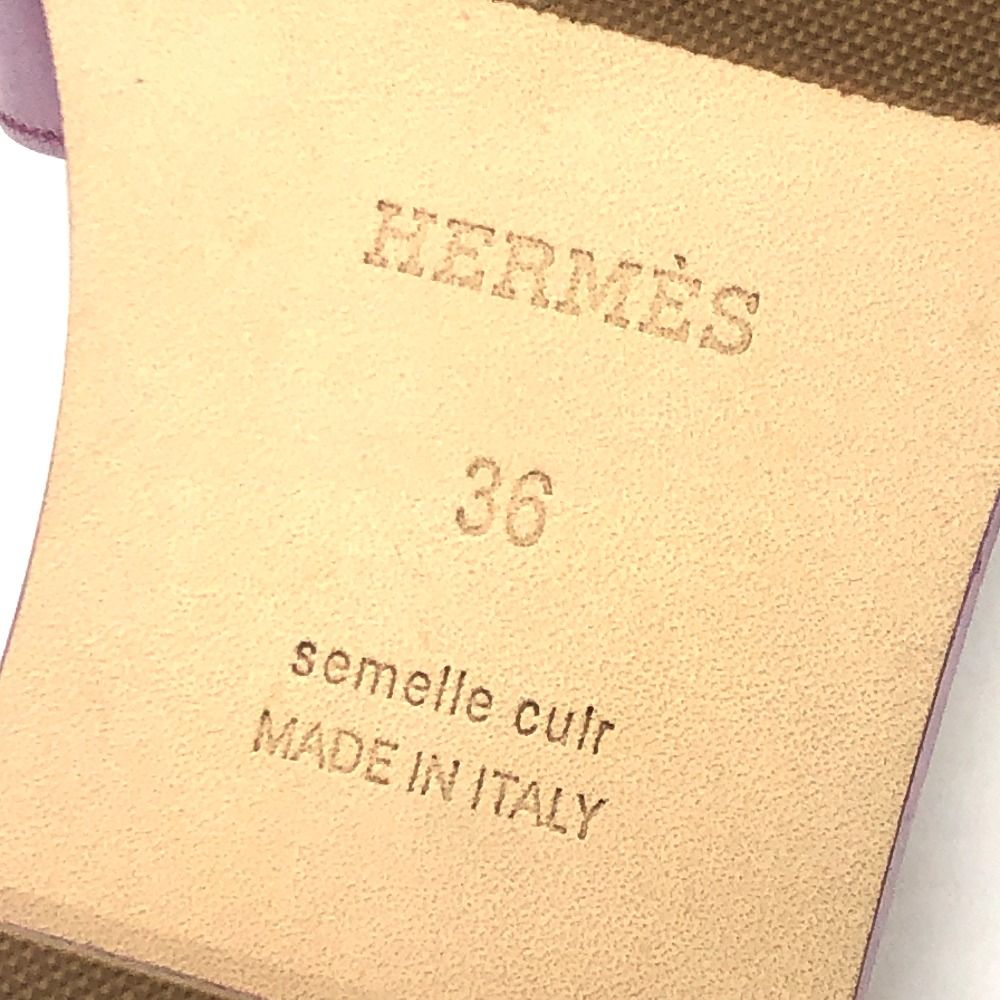 HERMÈS
36
semelle cuir
MADE IN ITALY